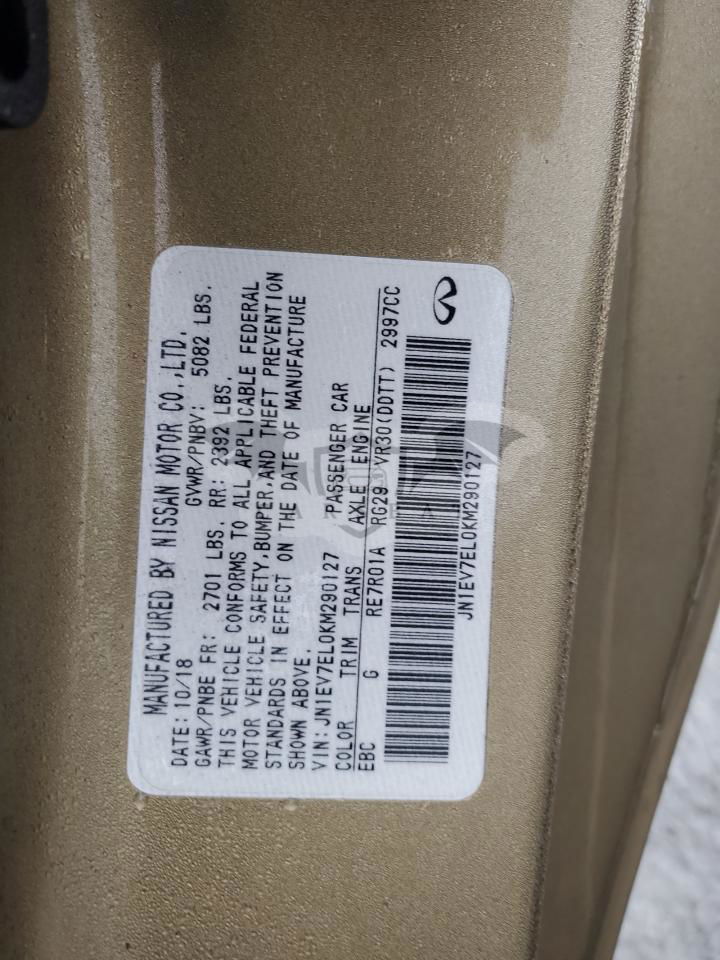 MANUFACTURED BY NISSAN MOTOR CO.,LTD.
DATE: 10/18 GVWR/PNBV: 5082 LBS.
GAWR/PNBE FR: 2701 LBS. RR: 2392 LBS.
THIS VEHICLE CONFORMS TO ALL APPLICABLE FEDERAL
MOTOR VEHICLE SAFETY,BUMPER,AND THEFT PREVENTION
STANDARDS IN EFFECT ON THE DATE OF MANUFACTURE
SHOWN ABOVE.
VIN:JN1EV7EL0KM290127 PASSENGER CAR
COLOR TRIM TRANS AXLE ENGINE
EBC G RE7R01A RG29 VR30(DDTT) 2997CC
JN1EV7EL0KM290127